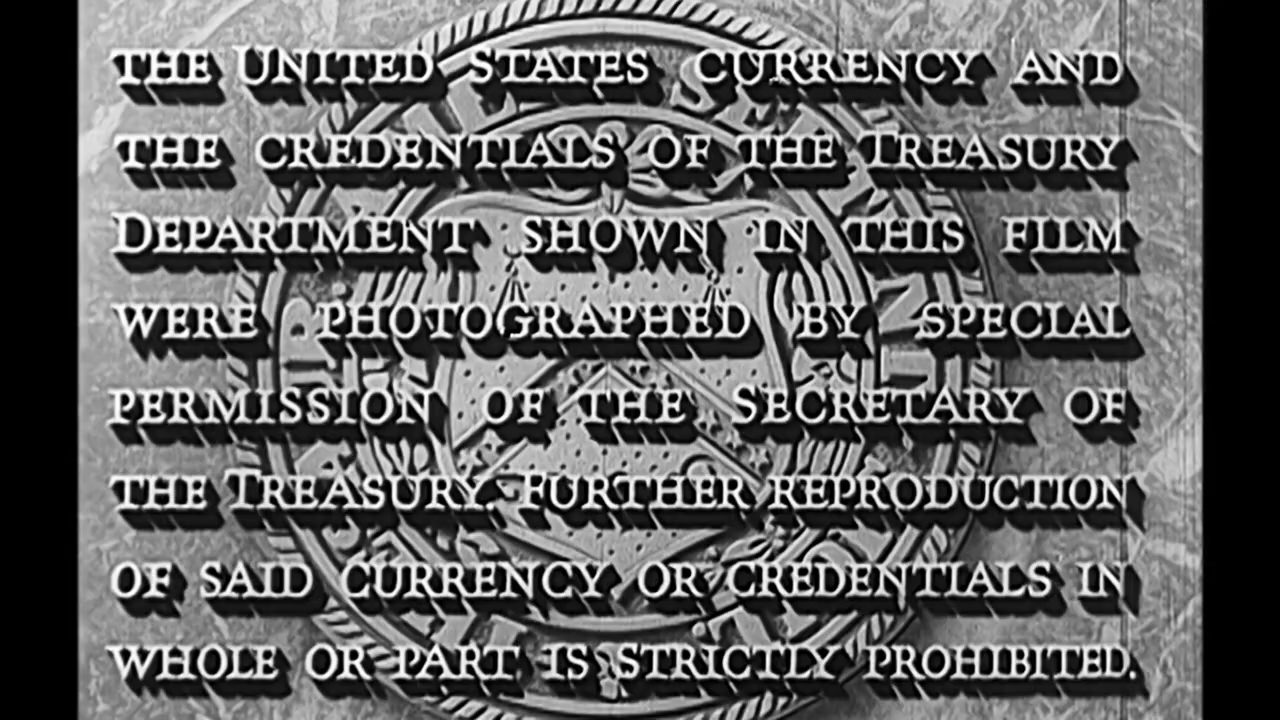 THE UNITED STATES CURRENCY AND
THE CREDENTIALS OF THE TREASURY
DEPARTMENT SHOWN IN THIS FILM
WERE PHOTOGRAPHED BY SPECIAL
PERMISSION OF THE SECRETARY OF
THE TREASURY. FURTHER REPRODUCTION
OF SAID CURRENCY OR CREDENTIALS IN
WHOLE OR PART IS STRICTLY PROHIBITED.